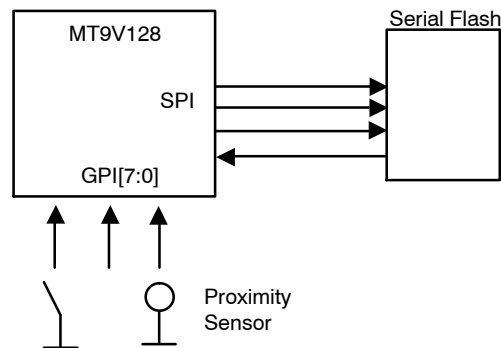 MT9V128
Serial Flash
SPI
GPI[7:0]
Proximity
Sensor